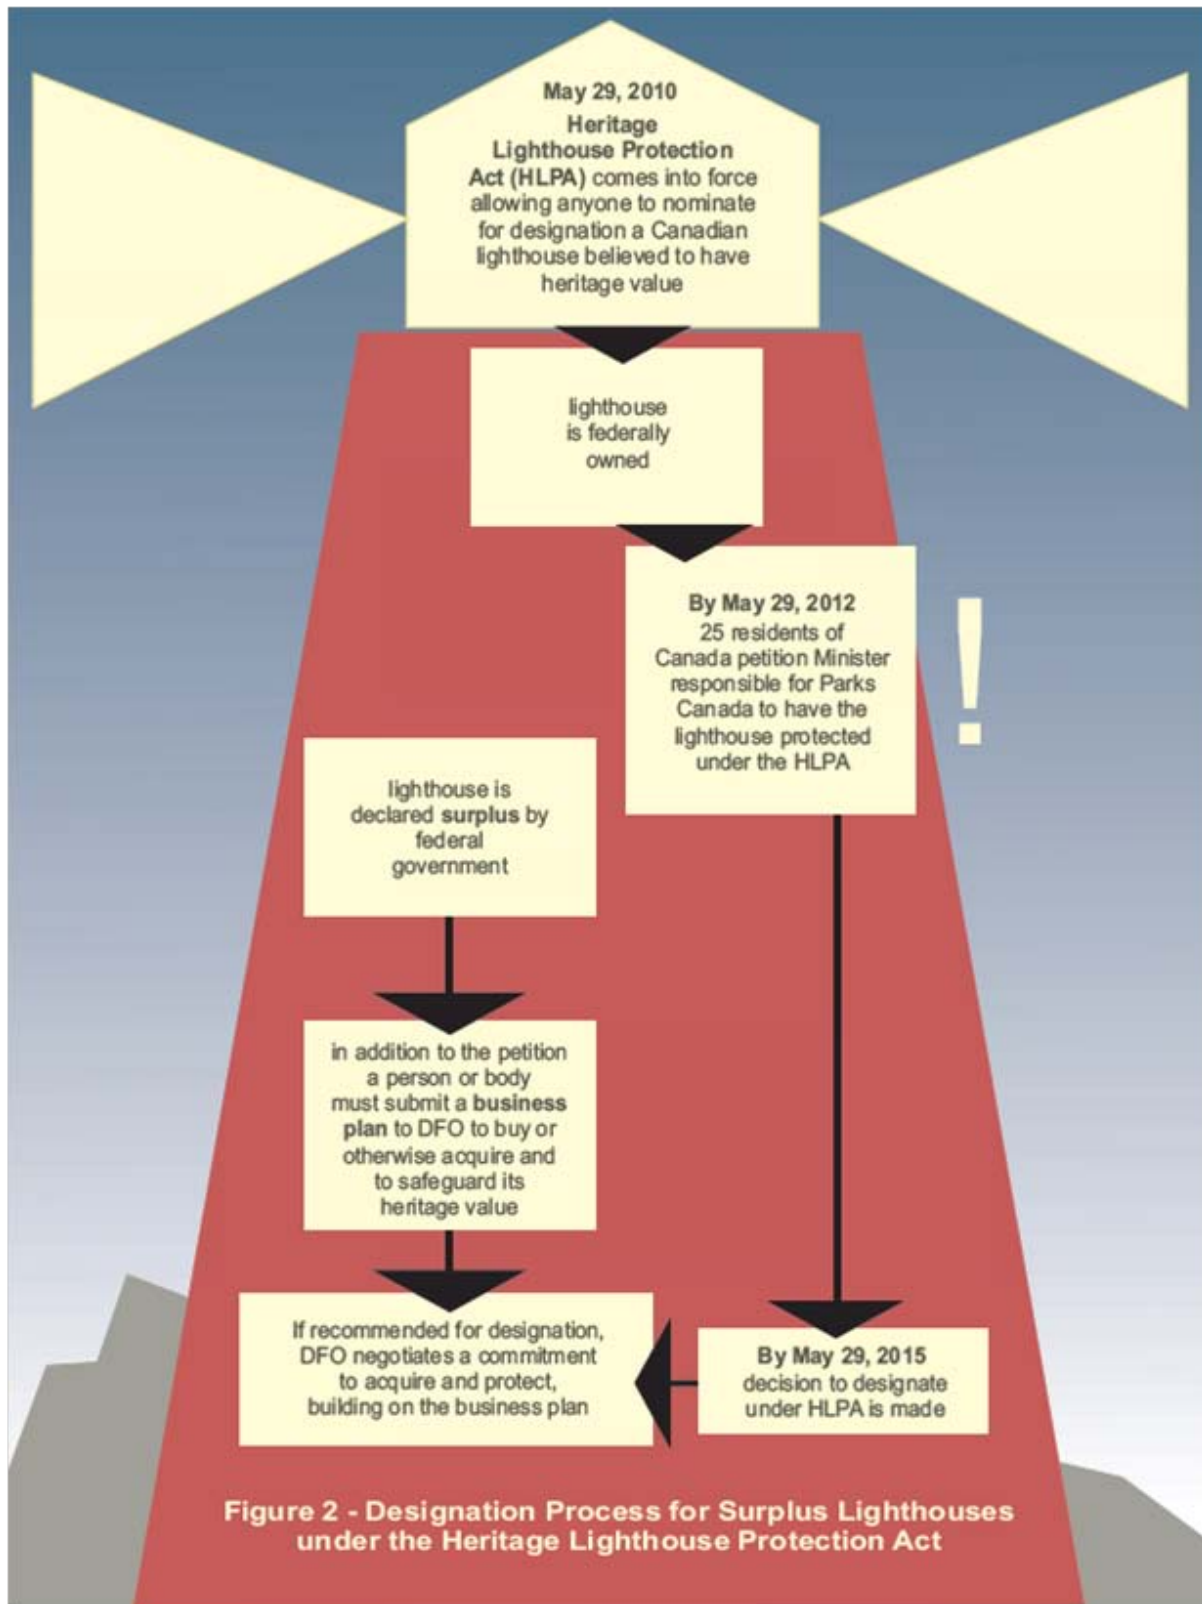 May 29, 2010
Heritage
Lighthouse Protection
Act (HLPA) comes into force
allowing anyone to nominate
for designation a Canadian
lighthouse believed to have
heritage value
lighthouse
is federally
owned
By May 29, 2012
25 residents of
Canada petition Minister
responsible for Parks
Canada to have the
lighthouse protected
under the HLPA
!
lighthouse is
declared surplus by
federal
government
in addition to the petition
a person or body
must submit a business
plan to DFO to buy or
otherwise acquire and
to safeguard its
heritage value
If recommended for designation,
DFO negotiates a commitment
to acquire and protect,
building on the business plan
By May 29, 2015
decision to designate
under HLPA is made
Figure 2 - Designation Process for Surplus Lighthouses
under the Heritage Lighthouse Protection Act